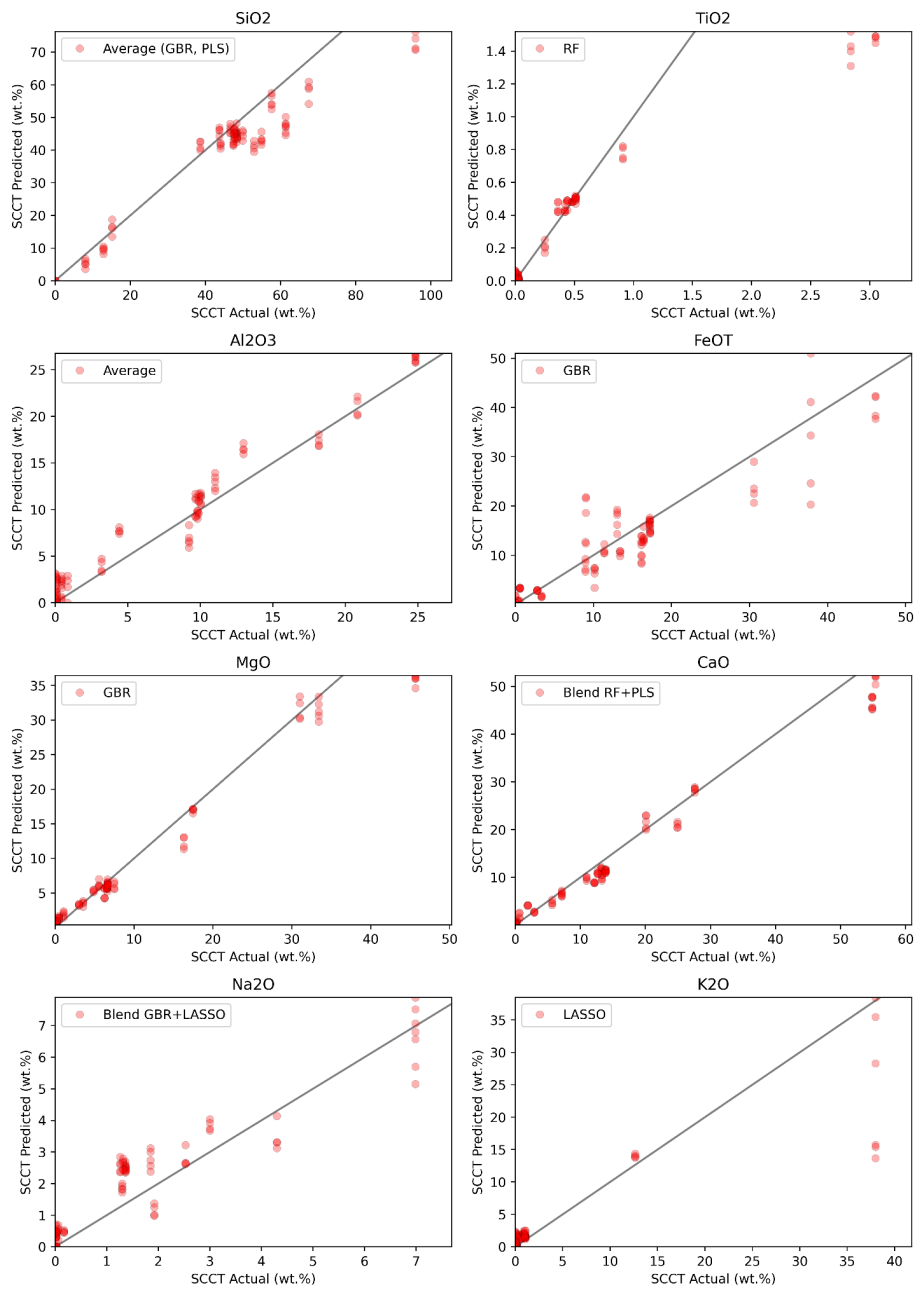 SiO2
Average (GBR, PLS)
SCCT Predicted (wt.%)
70
60
50
40
30
20
10
0
0 20 40 60 80 100
SCCT Actual (wt.%)
TiO2
RF
SCCT Predicted (wt.%)
1.4
1.2
1.0
0.8
0.6
0.4
0.2
0.0
0.0 0.5 1.0 1.5 2.0 2.5 3.0
SCCT Actual (wt.%)
Al2O3
Average
SCCT Predicted (wt.%)
25
20
15
10
5
0
0 5 10 15 20 25
SCCT Actual (wt.%)
FeOT
GBR
SCCT Predicted (wt.%)
50
40
30
20
10
0 10 20 30 40 50
SCCT Actual (wt.%)
MgO
GBR
SCCT Predicted (wt.%)
35
30
25
20
15
10
5
0 10 20 30 40 50
SCCT Actual (wt.%)
CaO
Blend RF+PLS
SCCT Predicted (wt.%)
50
40
30
20
10
0 10 20 30 40 50 60
SCCT Actual (wt.%)
Na2O
Blend GBR+LASSO
SCCT Predicted (wt.%)
7
6
5
4
3
2
1
0
0 1 2 3 4 5 6 7
SCCT Actual (wt.%)
K2O
LASSO
SCCT Predicted (wt.%)
35
30
25
20
15
10
5
0
0 5 10 15 20 25 30 35 40
SCCT Actual (wt.%)